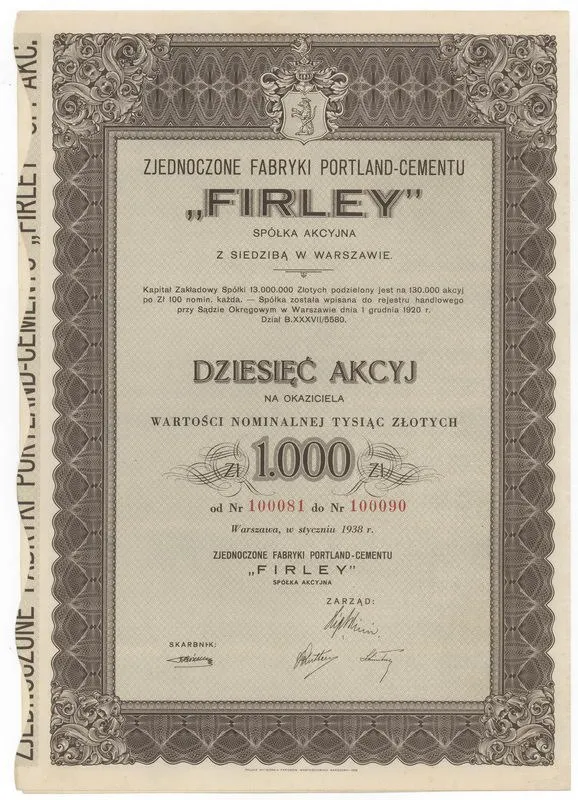 ZJEDNOCZONE FABRYKI PORTLAND-CEMENTU „FIRLEY" SP. AKC.
ZJEDNOCZONE FABRYKI PORTLAND-CEMENTU
„FIRLEY"
SPÓŁKA AKCYJNA
Z SIEDZIBĄ W WARSZAWIE.
Kapitał Zakładowy Spółki 13.000.000 Złotych podzielony jest na 130.000 akcyj
po Zł 100 nomin. każda. — Spółka została wpisana do rejestru handlowego
przy Sądzie Okręgowym w Warszawie dnia 1 grudnia 1920 r.
Dział B.XXXVII/5580.
DZIESIĘĆ AKCYJ
NA OKAZICIELA
WARTOŚCI NOMINALNEJ TYSIĄC ZŁOTYCH
Zł 1.000 Zł
od Nr 100081 do Nr 100090
Warszawa, w styczniu 1938 r.
ZJEDNOCZONE FABRYKI PORTLAND-CEMENTU
„FIRLEY"
SPÓŁKA AKCYJNA
ZARZĄD:
SKARBNIK: